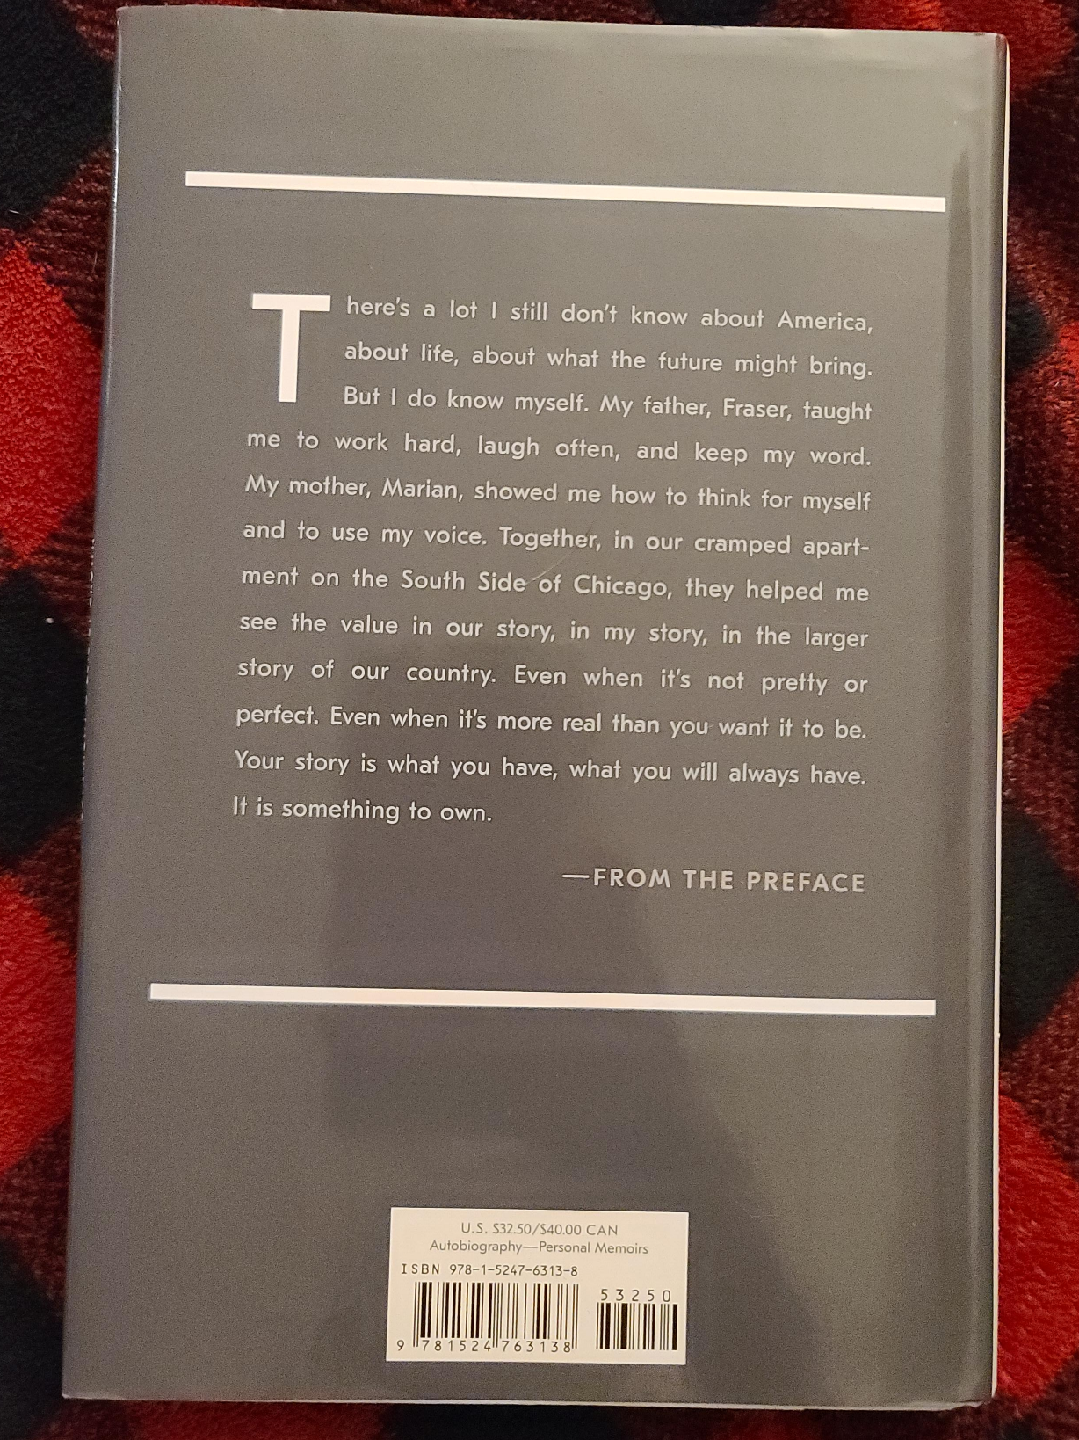 There's a lot I still don't know about America,
about life, about what the future might bring.
But I do know myself. My father, Fraser, taught
me to work hard, laugh often, and keep my word.
My mother, Marian, showed me how to think for myself
and to use my voice. Together, in our cramped apart-
ment on the South Side of Chicago, they helped me
see the value in our story, in my story, in the larger
story of our country. Even when it's not pretty or
perfect. Even when it's more real than you want it to be.
Your story is what you have, what you will always have.
It is something to own.
—FROM THE PREFACE
U.S. $32.50/$40.00 CAN
Autobiography—Personal Memoirs
ISBN 978-1-5247-6313-8
53250
9 781524 763138